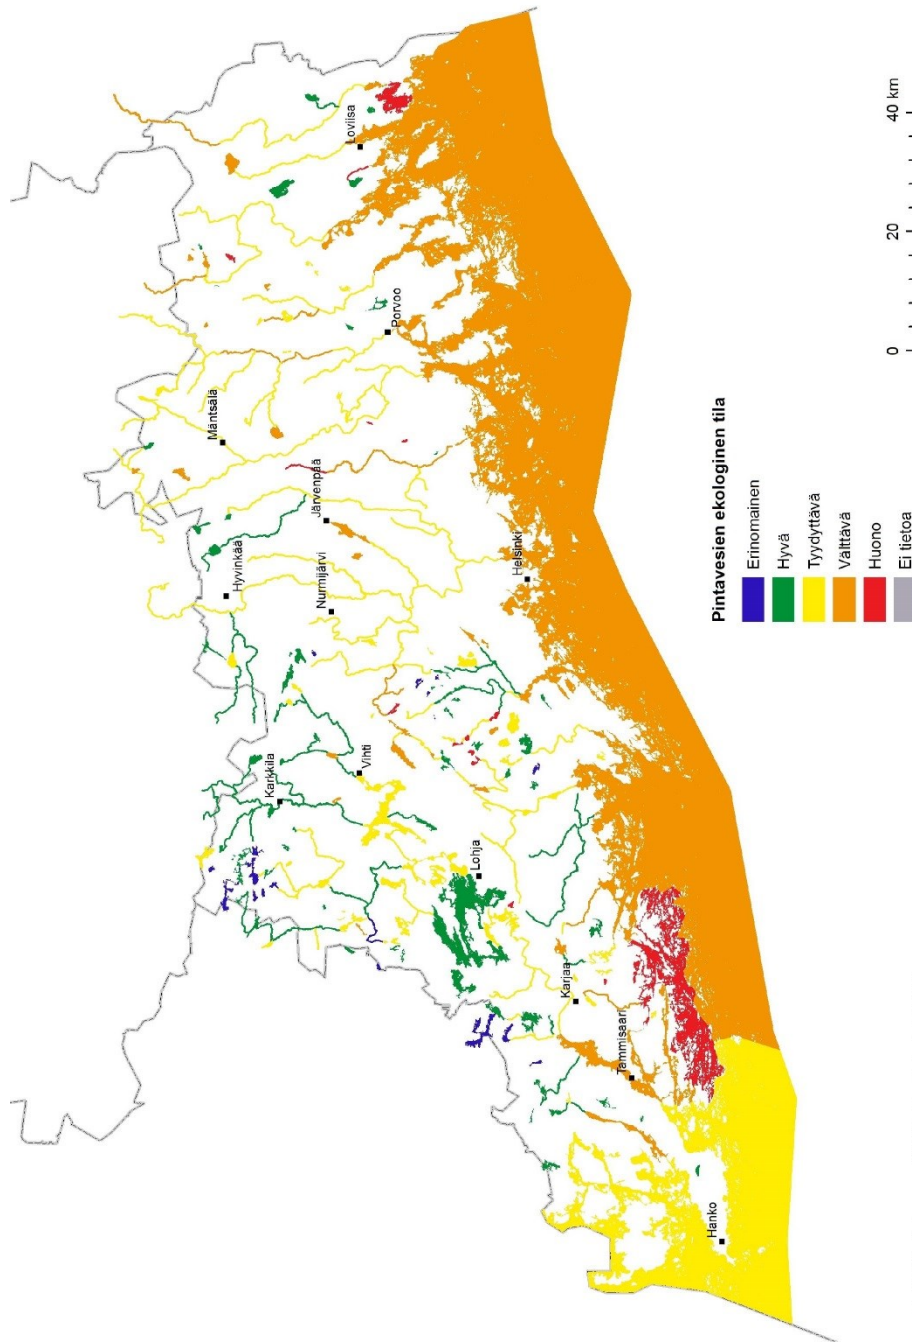 Karkkila
Hyvinkää
Mäntsälä
Nurmijärvi
Järvenpää
Vihti
Loviisa
Porvoo
Lohja
Helsinki
Karjaa
Tammisaari
Hanko
Pintavesien ekologinen tila
Erinomainen
Hyvä
Tyydyttävä
Välttävä
Huono
Ei tietoa
0 20 40 km